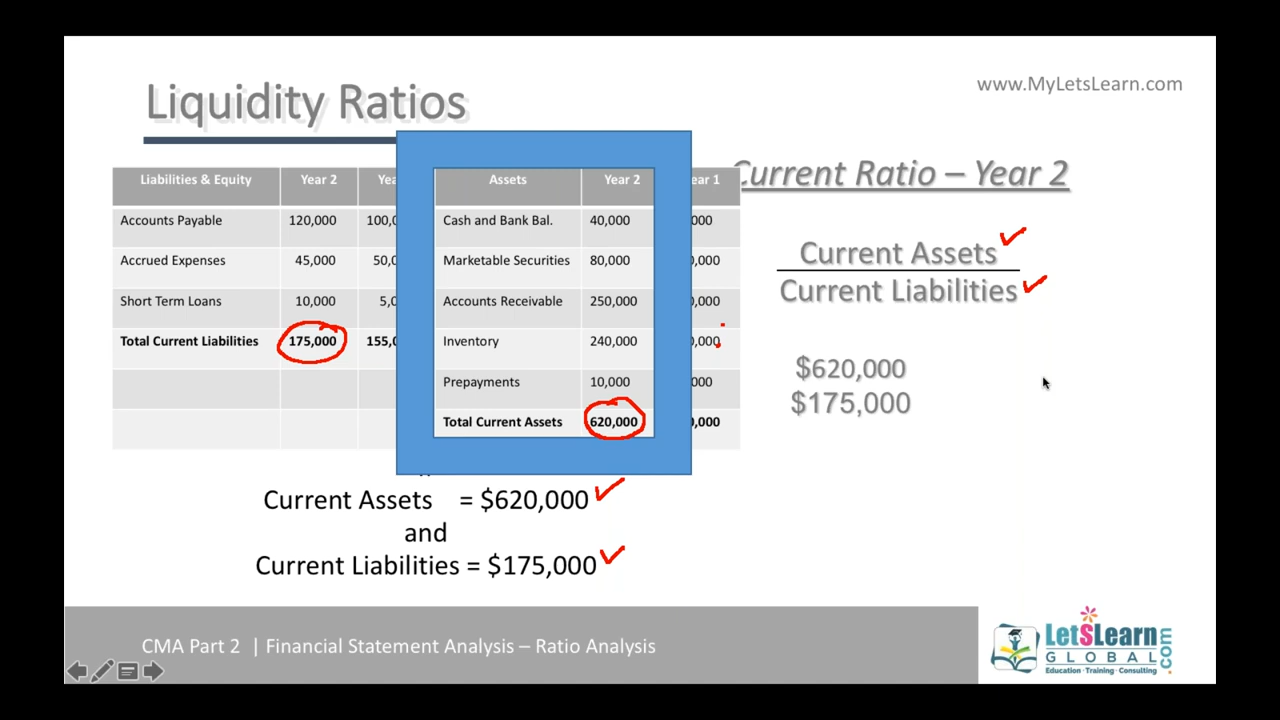 www.MyLetsLearn.com
Liquidity Ratios
Current Ratio – Year 2
Liabilities & Equity Year 2 Assets Year 2
Accounts Payable 120,000 Cash and Bank Bal. 40,000
Accrued Expenses 45,000 Marketable Securities 80,000
Short Term Loans 10,000 Accounts Receivable 250,000
Total Current Liabilities 175,000 Inventory 240,000
Prepayments 10,000
Total Current Assets 620,000
Current Assets
Current Liabilities
$620,000
$175,000
Current Assets = $620,000
and
Current Liabilities = $175,000
CMA Part 2 | Financial Statement Analysis – Ratio Analysis
LetSLearn.com
GLOBAL
Education · Training · Consulting